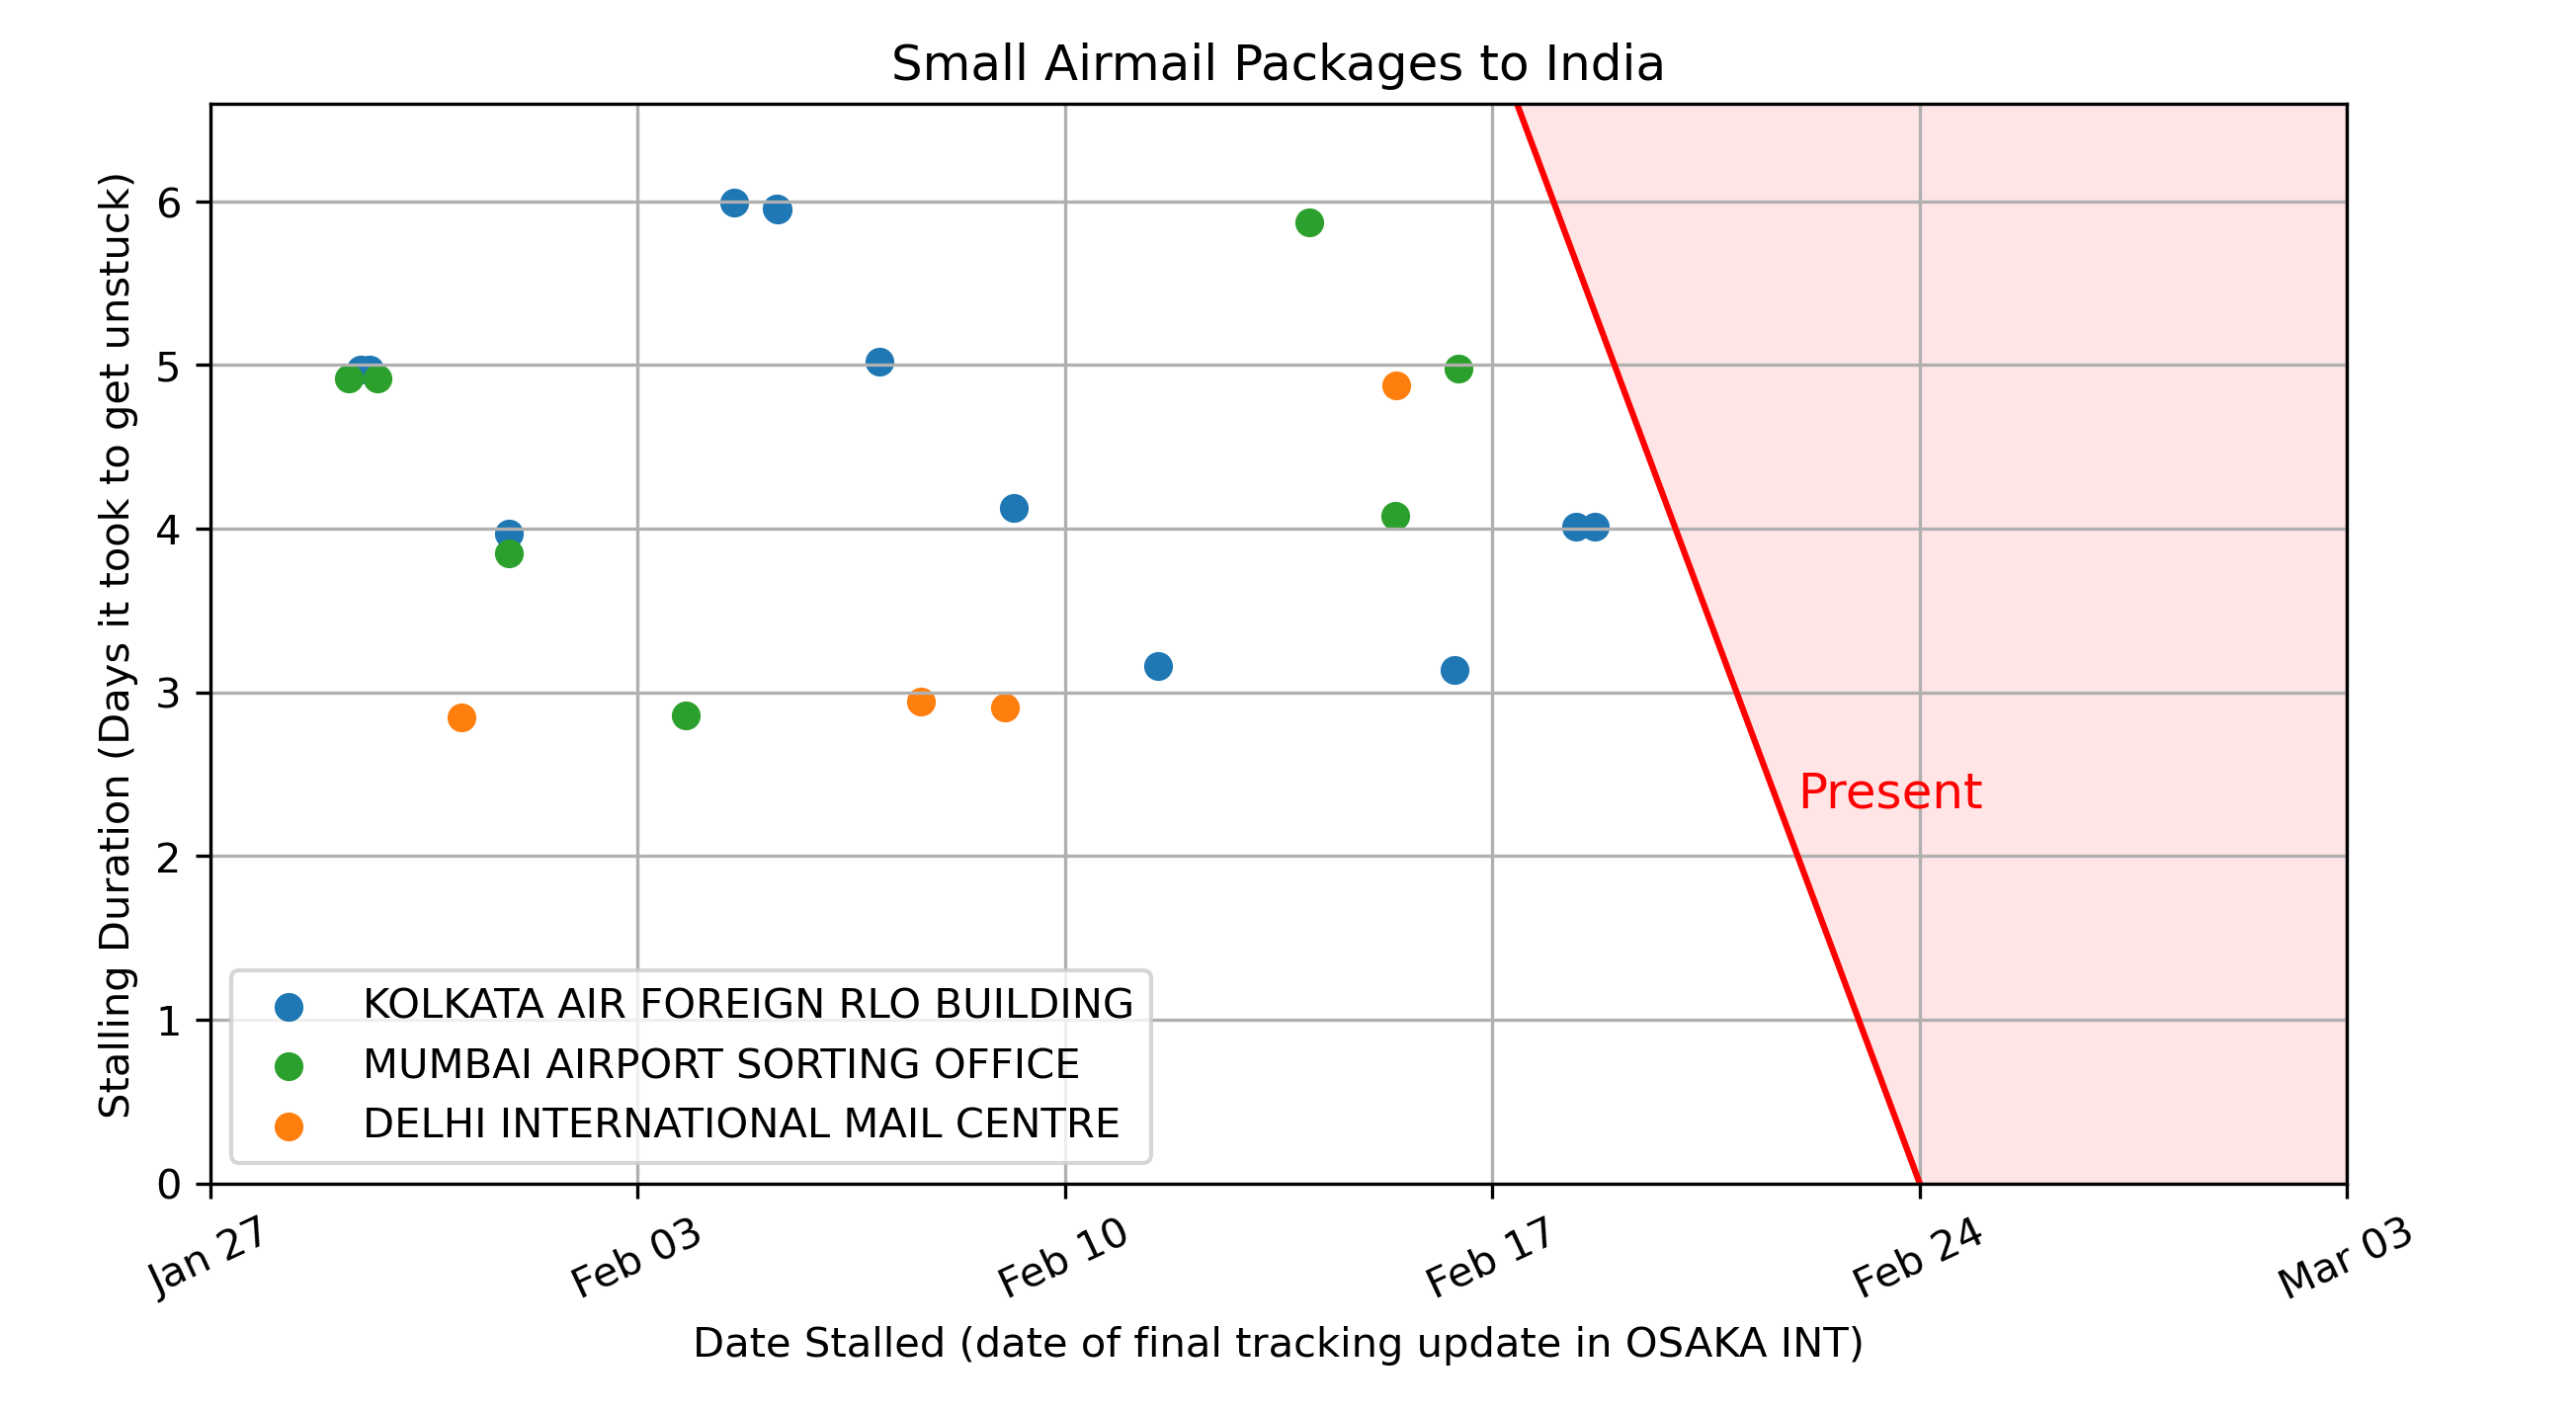 Small Airmail Packages to India
Stalling Duration (Days it took to get unstuck)
6
5
4
3
2
1
0
Present
KOLKATA AIR FOREIGN RLO BUILDING
MUMBAI AIRPORT SORTING OFFICE
DELHI INTERNATIONAL MAIL CENTRE
Jan 27
Feb 03
Feb 10
Feb 17
Feb 24
Mar 03
Date Stalled (date of final tracking update in OSAKA INT)